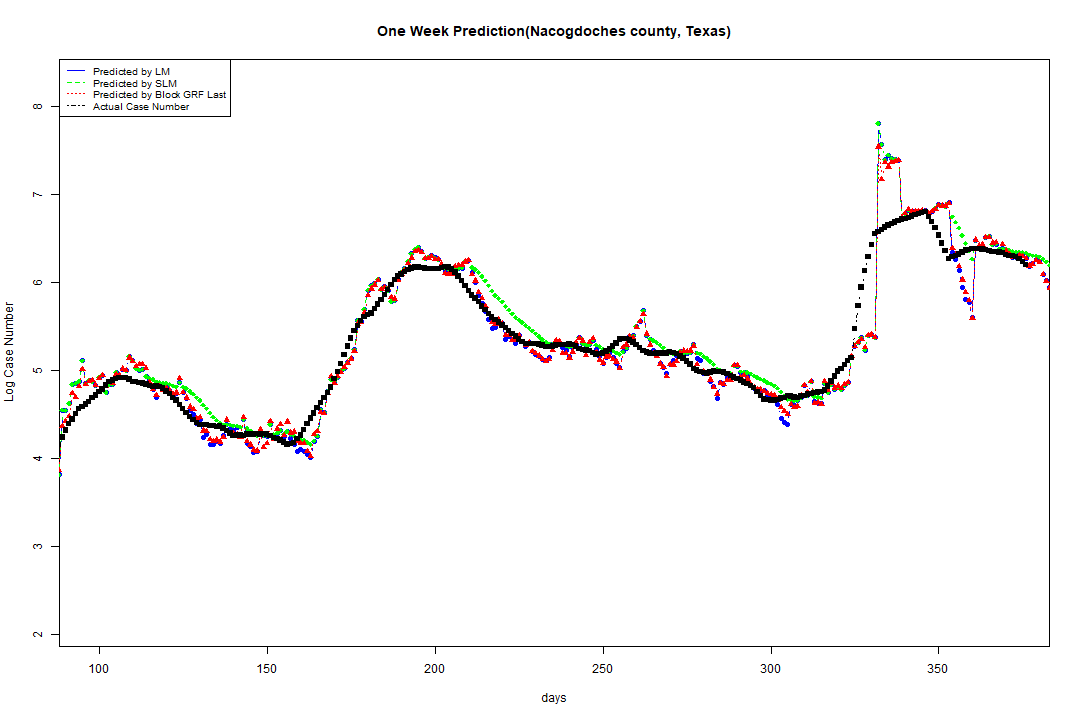 One Week Prediction(Nacogdoches county, Texas)
Predicted by LM
Predicted by SLM
Predicted by Block GRF Last
Actual Case Number
Log Case Number
8
7
6
5
4
3
2
100 150 200 250 300 350
days